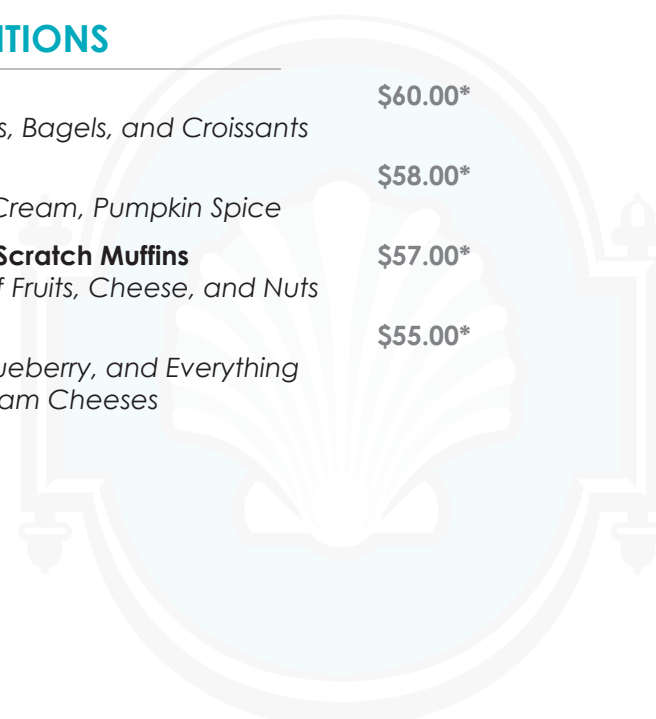 ITIONS
$60.00*
s, Bagels, and Croissants
$58.00*
Cream, Pumpkin Spice
Scratch Muffins $57.00*
f Fruits, Cheese, and Nuts
$55.00*
ueberry, and Everything
am Cheeses